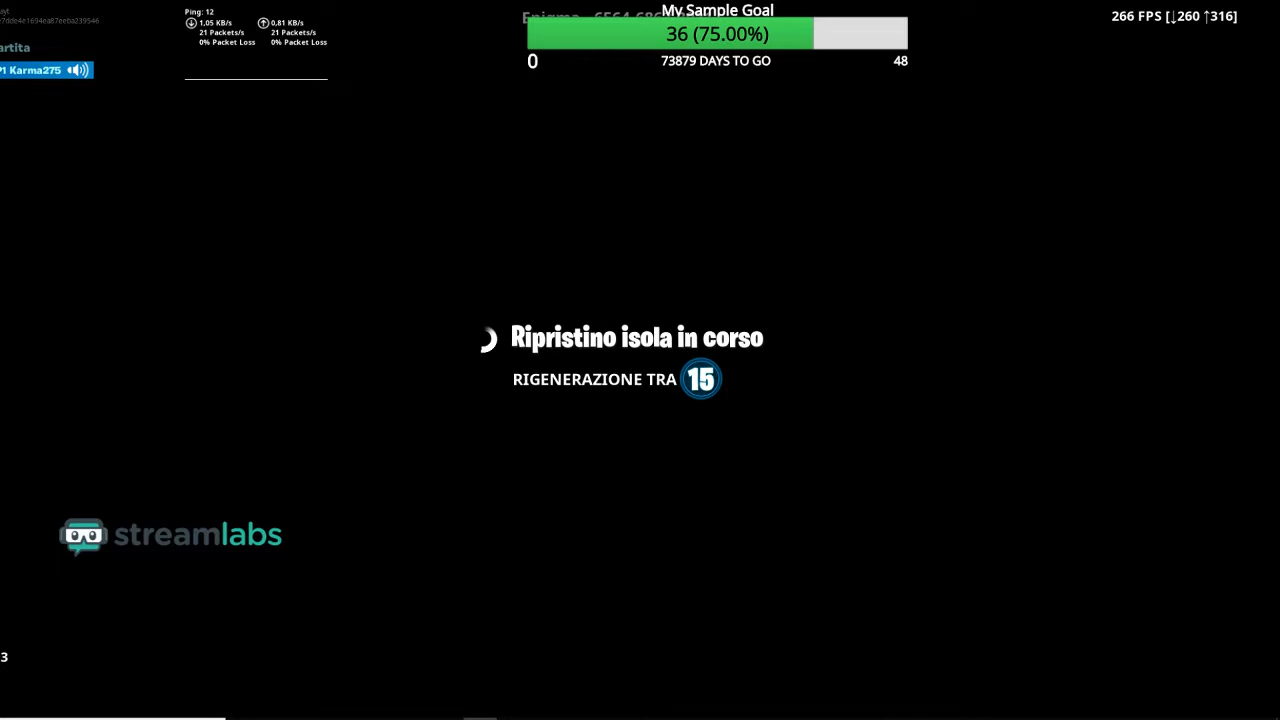 Ping: 12
1,05 KB/s
0,81 KB/s
21 Packets/s
21 Packets/s
0% Packet Loss
0% Packet Loss
artita
P1 Karma275
My Sample Goal
36 (75.00%)
0
73879 DAYS TO GO
48
266 FPS [↓260 ↑316]
Ripristino isola in corso
RIGENERAZIONE TRA 15
streamlabs
3